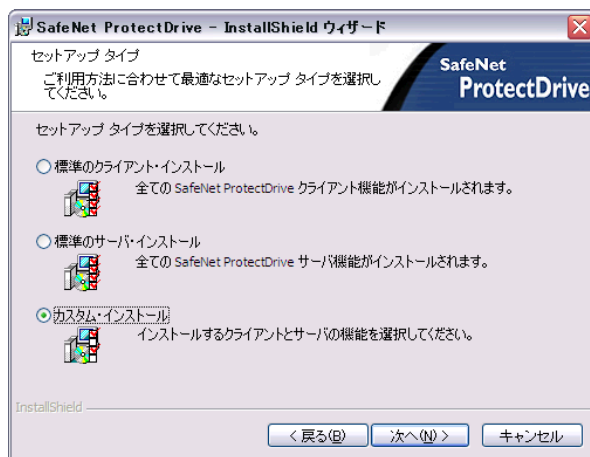 SafeNet ProtectDrive - InstallShield ウィザード
セットアップ タイプ
ご利用方法に合わせて最適なセットアップ タイプを選択し
てください。
SafeNet
ProtectDrive
セットアップ タイプを選択してください。
標準のクライアント・インストール
全ての SafeNet ProtectDrive クライアント機能がインストールされます。
標準のサーバ・インストール
全ての SafeNet ProtectDrive サーバ機能がインストールされます。
カスタム・インストール
インストールするクライアントとサーバの機能を選択してください。
InstallShield
< 戻る(B)
次へ(N) >
キャンセル